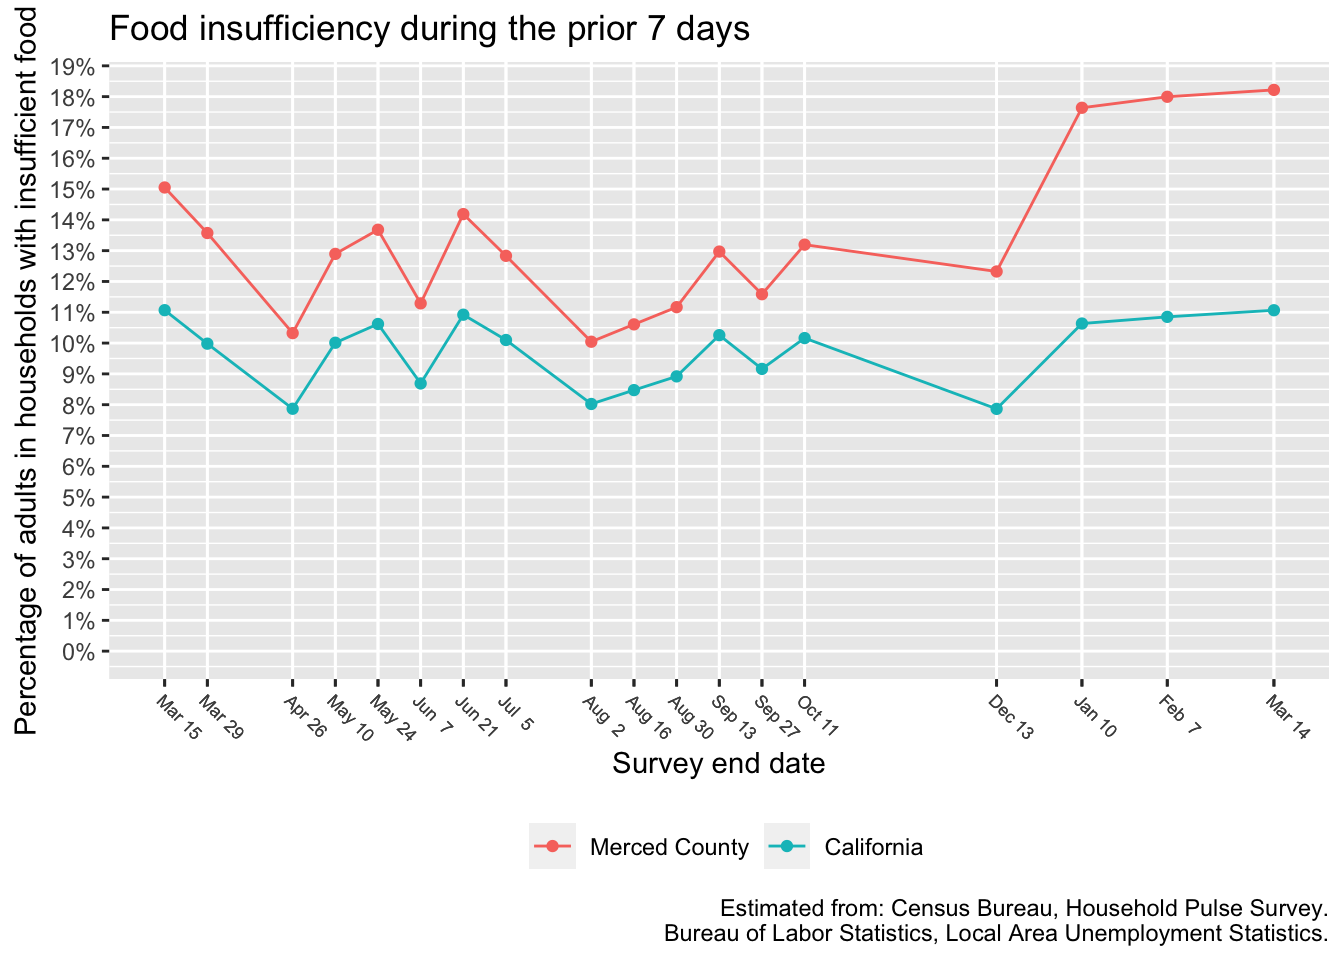 Food insufficiency during the prior 7 days
Percentage of adults in households with insufficient food
19%
18%
17%
16%
15%
14%
13%
12%
11%
10%
9%
8%
7%
6%
5%
4%
3%
2%
1%
0%
Mar 15
Mar 29
Apr 26
May 10
May 24
Jun 7
Jun 21
Jul 5
Aug 2
Aug 16
Aug 30
Sep 13
Sep 27
Oct 11
Dec 13
Jan 10
Feb 7
Mar 14
Survey end date
Merced County
California
Estimated from: Census Bureau, Household Pulse Survey.
Bureau of Labor Statistics, Local Area Unemployment Statistics.